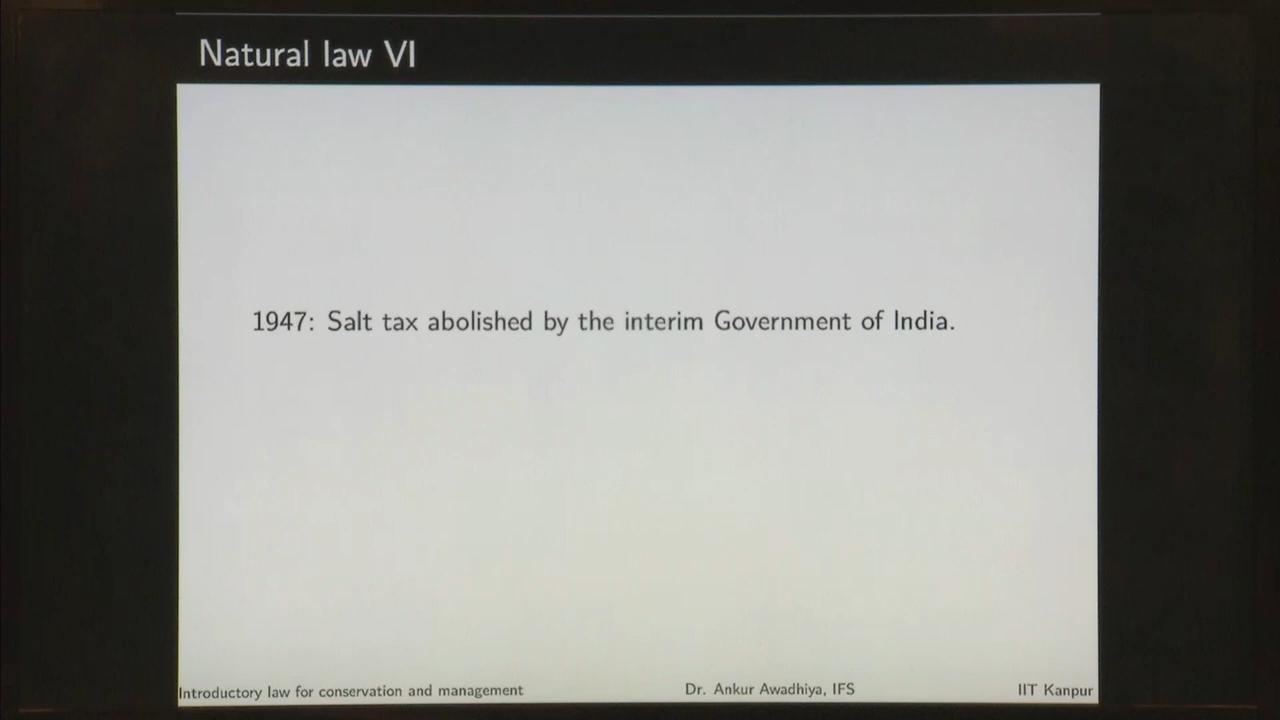 Natural law VI
1947: Salt tax abolished by the interim Government of India.
Introductory law for conservation and management Dr. Ankur Awadhiya, IFS IIT Kanpur